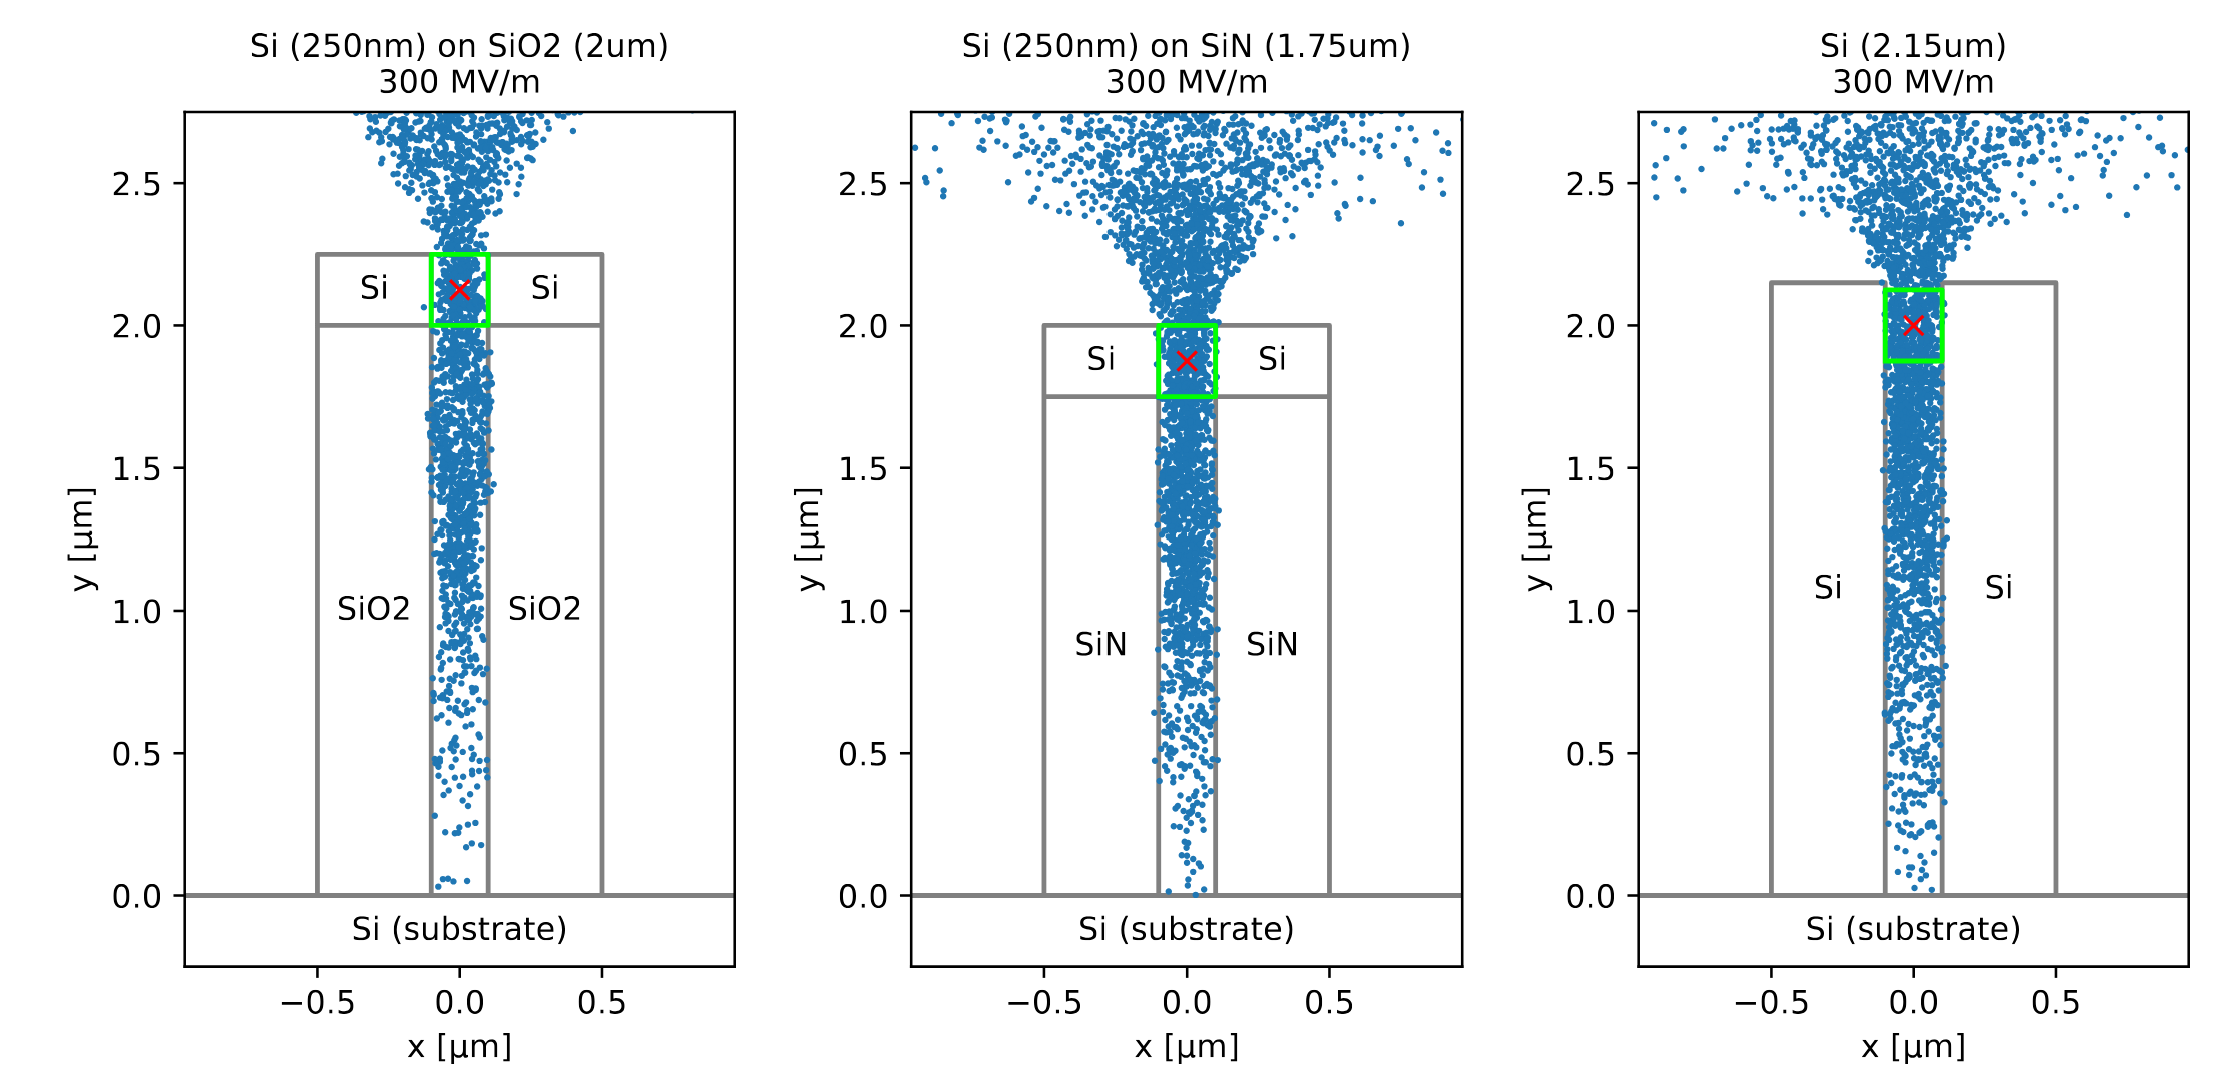 Si (250nm) on SiO2 (2um)
300 MV/m
y [µm]
2.5
2.0
1.5
1.0
0.5
0.0
Si
Si
SiO2
SiO2
Si (substrate)
−0.5
0.0
0.5
x [µm]
Si (250nm) on SiN (1.75um)
300 MV/m
y [µm]
2.5
2.0
1.5
1.0
0.5
0.0
Si
Si
SiN
SiN
Si (substrate)
−0.5
0.0
0.5
x [µm]
Si (2.15um)
300 MV/m
y [µm]
2.5
2.0
1.5
1.0
0.5
0.0
Si
Si
Si (substrate)
−0.5
0.0
0.5
x [µm]